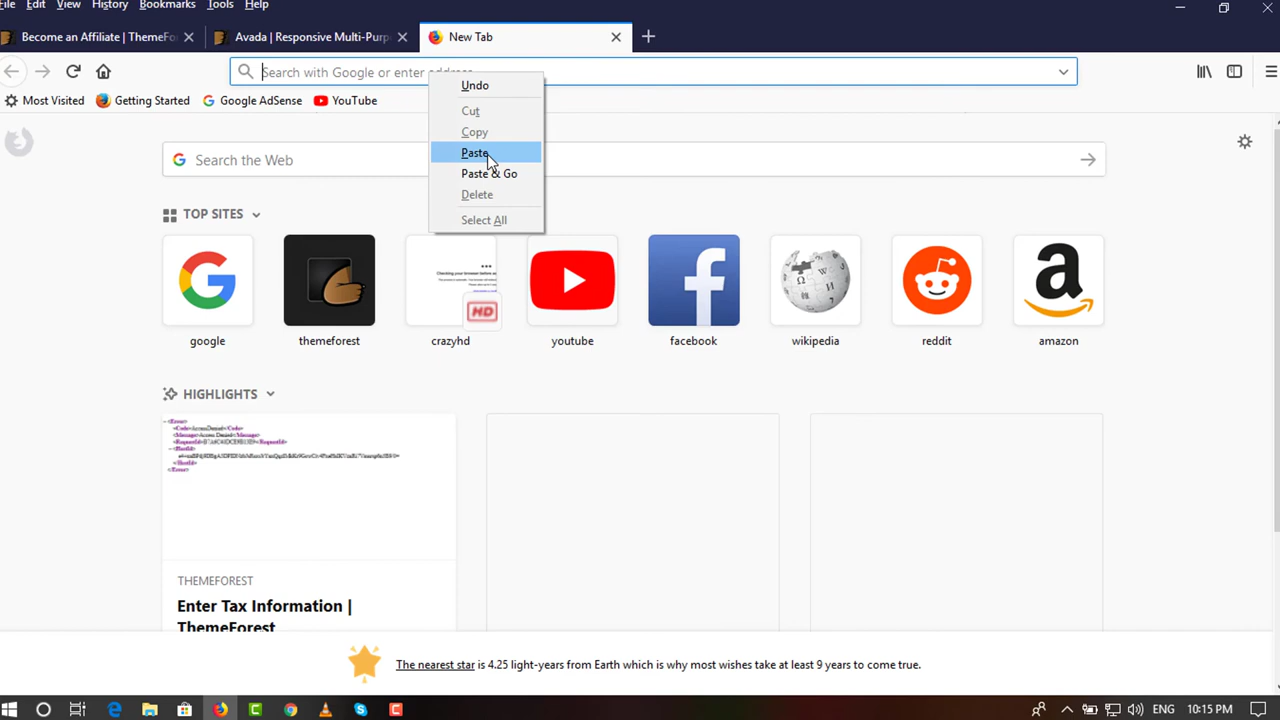 File Edit View History Bookmarks Tools Help
Become an Affiliate | ThemeFo
Avada | Responsive Multi-Purp
New Tab
Search with Google or enter address
Most Visited Getting Started Google AdSense YouTube
Undo
Cut
Copy
Paste
Paste & Go
Delete
Select All
Search the Web
TOP SITES
HD
google themeforest crazyhd youtube facebook wikipedia reddit amazon
HIGHLIGHTS
THEMEFOREST
Enter Tax Information |
ThemeForest
The nearest star is 4.25 light-years from Earth which is why most wishes take at least 9 years to come true.
ENG 10:15 PM